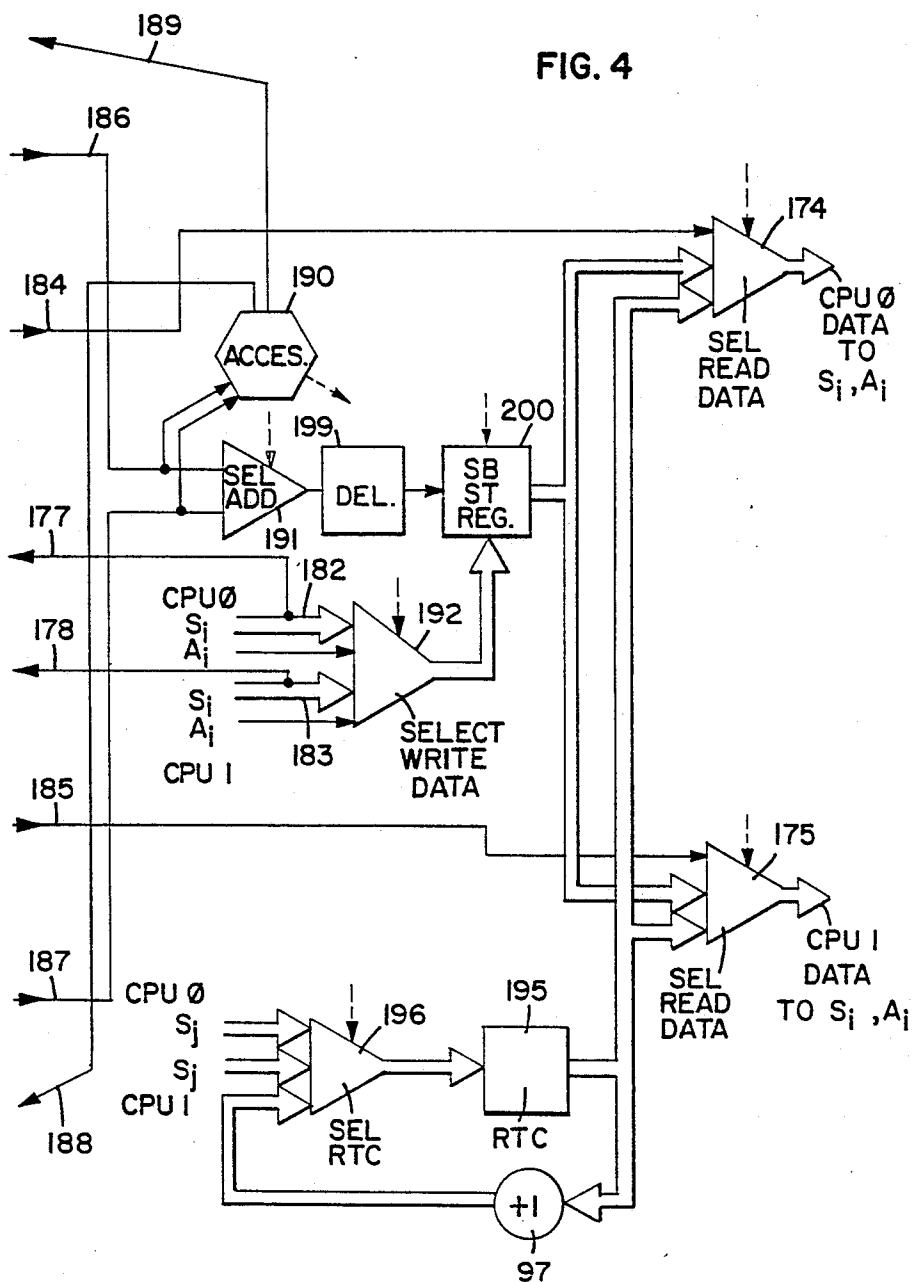 189
FIG. 4
186
174
184
190
ACCES.
CPU Ø
DATA
TO
Si, Ai
SEL
READ
DATA
199
200
SEL
ADD
191
DEL.
SB
ST
REG.
177
182
CPU Ø
Si
Ai
192
178
Si
Ai
183
CPU 1
SELECT
WRITE
DATA
185
175
CPU 1
DATA
TO Si, Ai
SEL
READ
DATA
187
CPU Ø
Sj
Sj
CPU 1
196
195
188
SEL
RTC
RTC
+1
97